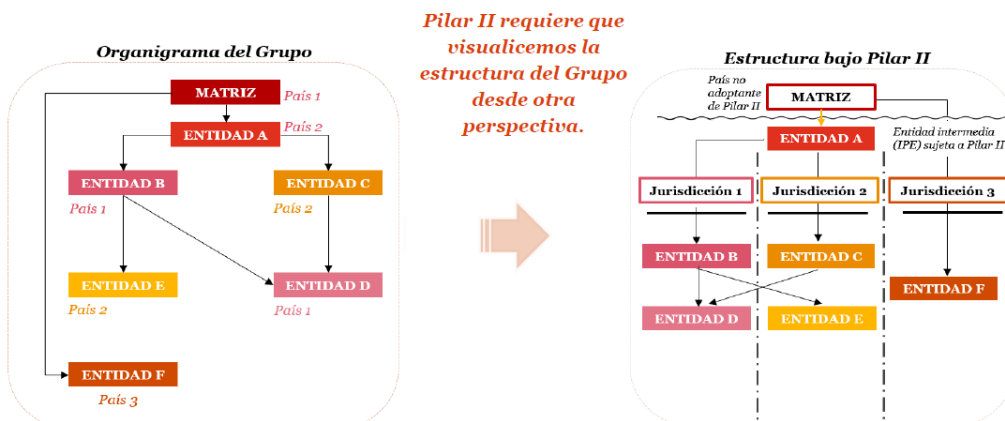 Pilar II requiere que
visualicemos la
estructura del Grupo
desde otra
perspectiva.
Organigrama del Grupo
MATRIZ
País 1
ENTIDAD A
País 2
ENTIDAD B
País 1
ENTIDAD C
País 2
ENTIDAD E
País 2
ENTIDAD D
País 1
ENTIDAD F
País 3
Estructura bajo Pilar II
País no
adoptante
de Pilar II
MATRIZ
ENTIDAD A
Entidad intermedia
(IPE) sujeta a Pilar II
Jurisdicción 1
Jurisdicción 2
Jurisdicción 3
ENTIDAD B
ENTIDAD C
ENTIDAD F
ENTIDAD D
ENTIDAD E